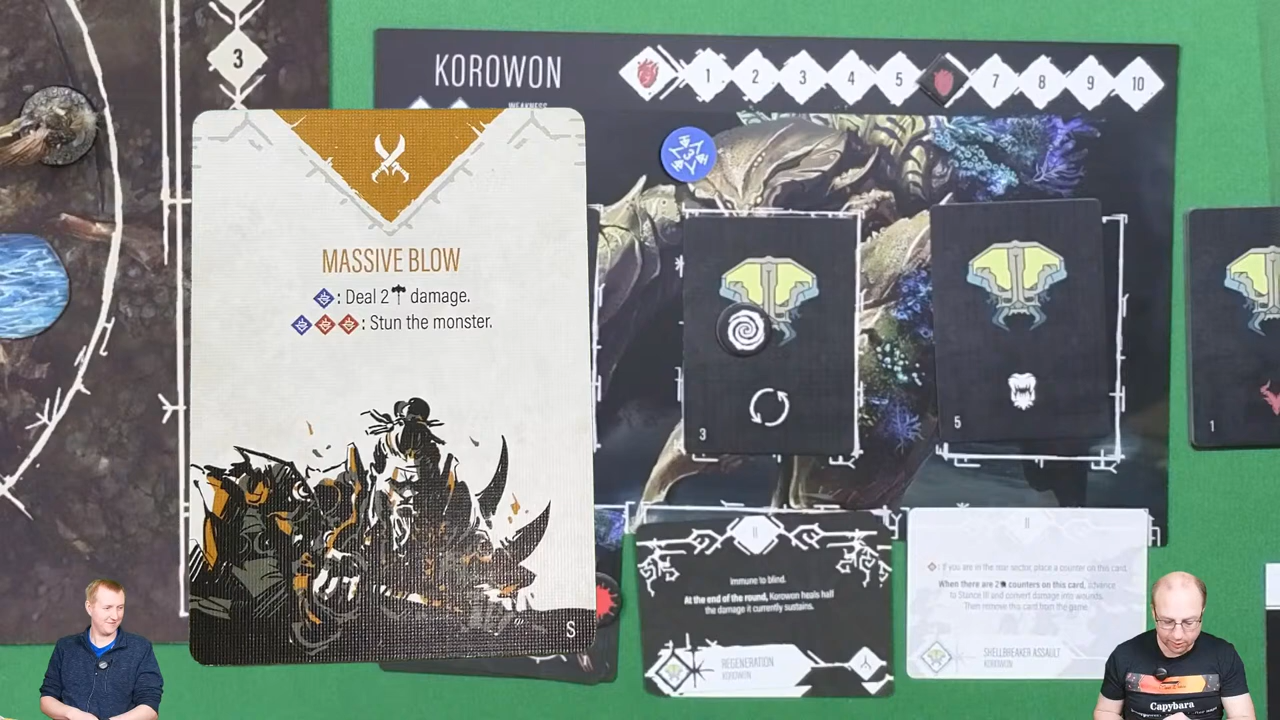 3
KOROWON
1 2 3 4 5 7 8 9 10
WEAKNESS
MASSIVE BLOW
: Deal 2 damage.
: Stun the monster.
S
3
3
5
1
II
Immune to blind.
At the end of the round, Korowon heals half
the damage it currently sustains.
REGENERATION
KOROWON
II
: If you are in the rear sector, place a counter on this card.
When there are 2 counters on this card, advance
to Stance III and convert damage into wounds.
Then remove this card from the game.
SHELLBREAKER ASSAULT
KOROWON
Capybara